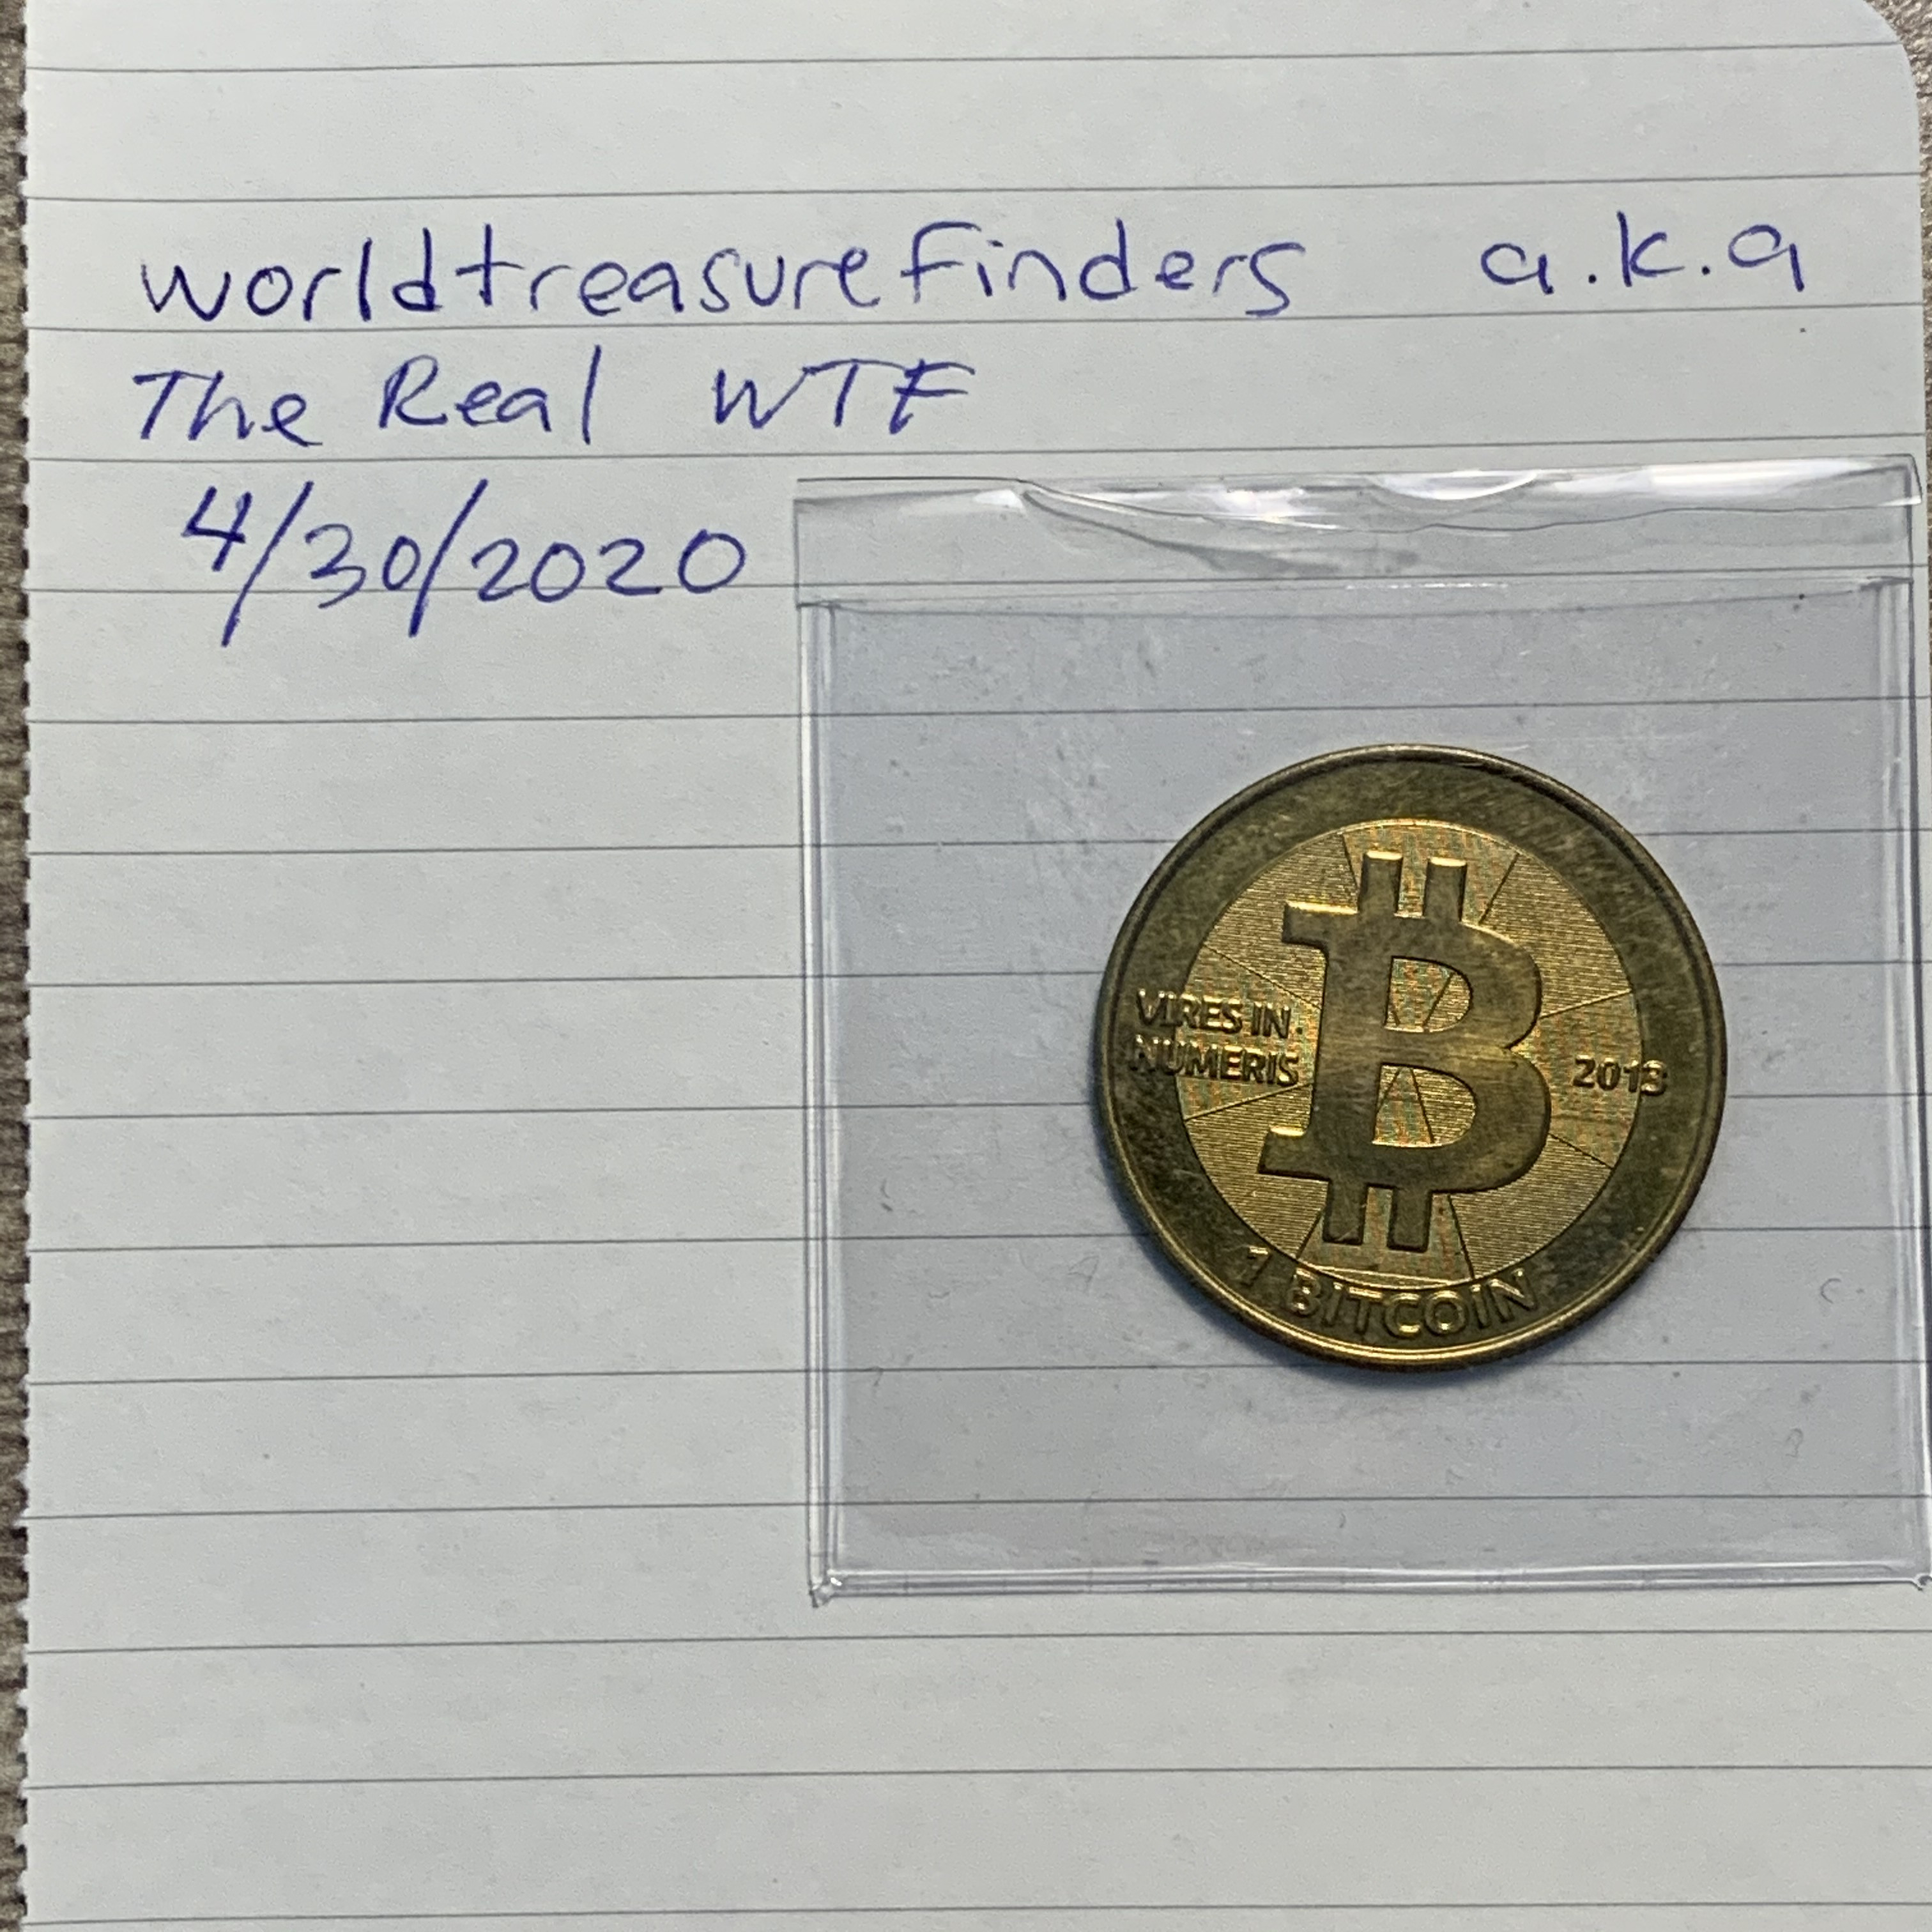 worldtreasurefinders a.k.a
The Real WTF
4/30/2020
VIRES IN
NUMERIS
2013
1 BITCOIN